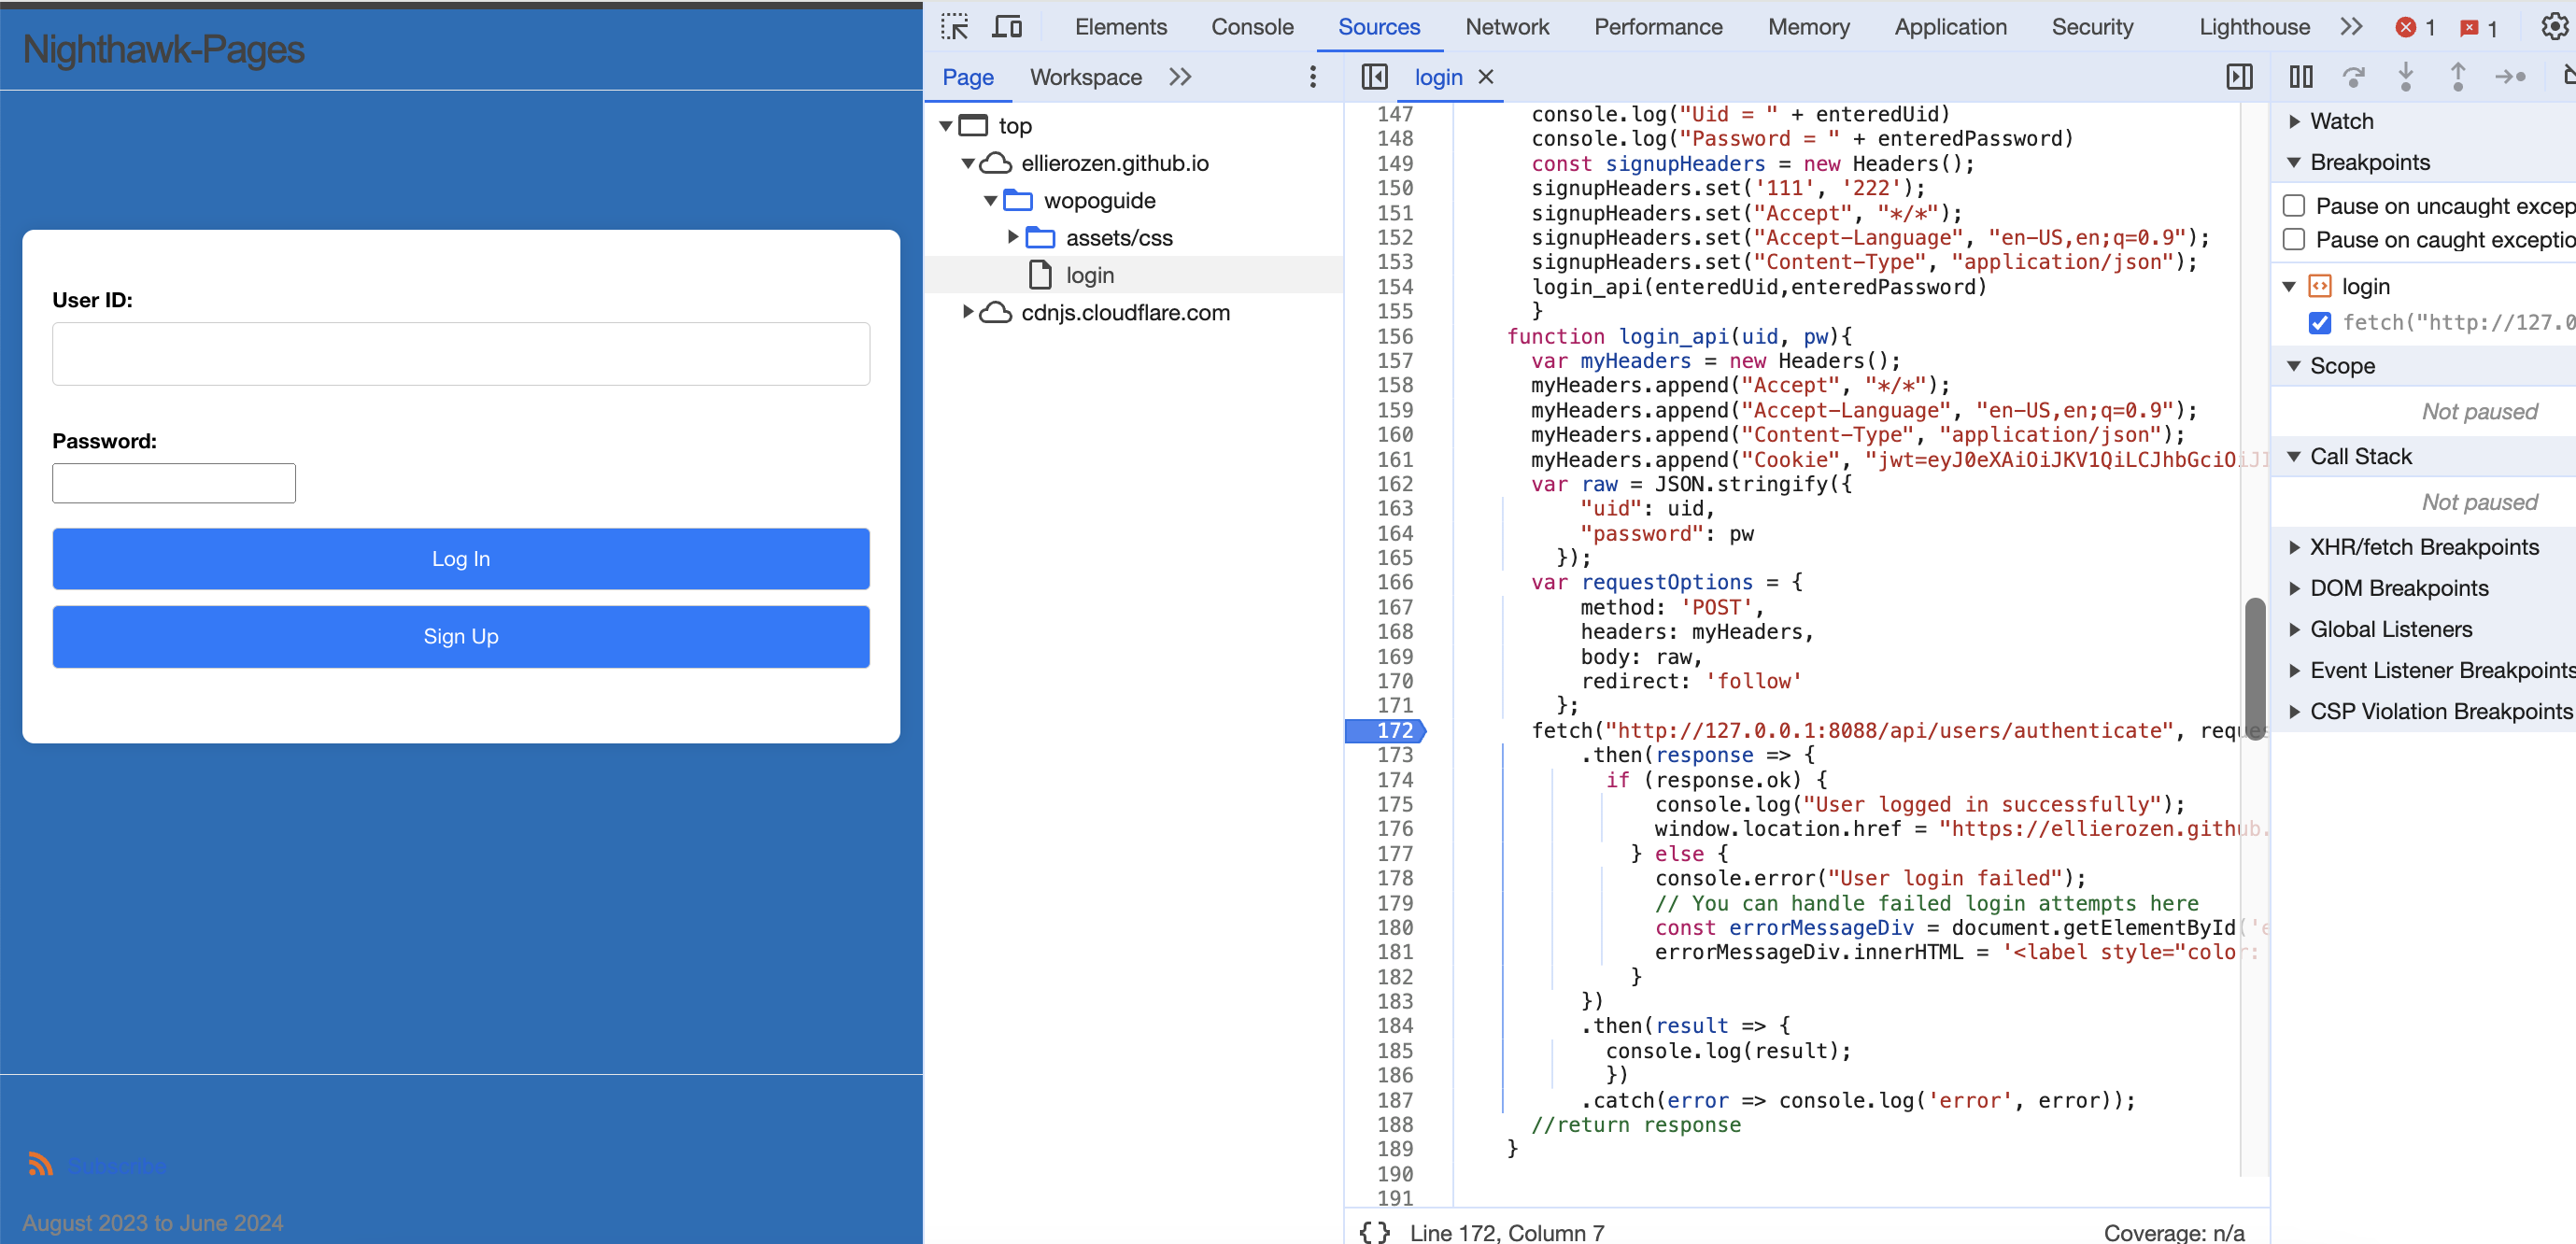 Nighthawk-Pages
User ID:
Password:
Log In
Sign Up
Subscribe
August 2023 to June 2024
Elements Console Sources Network Performance Memory Application Security Lighthouse 1 1
Page Workspace
top
ellierozen.github.io
wopoguide
assets/css
login
cdnjs.cloudflare.com
login
147 console.log("Uid = " + enteredUid)
148 console.log("Password = " + enteredPassword)
149 const signupHeaders = new Headers();
150 signupHeaders.set('111', '222');
151 signupHeaders.set("Accept", "*/*");
152 signupHeaders.set("Accept-Language", "en-US,en;q=0.9");
153 signupHeaders.set("Content-Type", "application/json");
154 login_api(enteredUid,enteredPassword)
155 }
156 function login_api(uid, pw){
157 var myHeaders = new Headers();
158 myHeaders.append("Accept", "*/*");
159 myHeaders.append("Accept-Language", "en-US,en;q=0.9");
160 myHeaders.append("Content-Type", "application/json");
161 myHeaders.append("Cookie", "jwt=eyJ0eXAiOiJKV1QiLCJhbGciOiJI
162 var raw = JSON.stringify({
163 "uid": uid,
164 "password": pw
165 });
166 var requestOptions = {
167 method: 'POST',
168 headers: myHeaders,
169 body: raw,
170 redirect: 'follow'
171 };
172 fetch("http://127.0.0.1:8088/api/users/authenticate", reques
173 .then(response => {
174 if (response.ok) {
175 console.log("User logged in successfully");
176 window.location.href = "https://ellierozen.github.
177 } else {
178 console.error("User login failed");
179 // You can handle failed login attempts here
180 const errorMessageDiv = document.getElementById('e
181 errorMessageDiv.innerHTML = '<label style="color:
182 }
183 })
184 .then(result => {
185 console.log(result);
186 })
187 .catch(error => console.log('error', error));
188 //return response
189 }
190
191
{} Line 172, Column 7
Coverage: n/a
Watch
Breakpoints
Pause on uncaught excep
Pause on caught exceptio
login
fetch("http://127.0
Scope
Not paused
Call Stack
Not paused
XHR/fetch Breakpoints
DOM Breakpoints
Global Listeners
Event Listener Breakpoints
CSP Violation Breakpoints